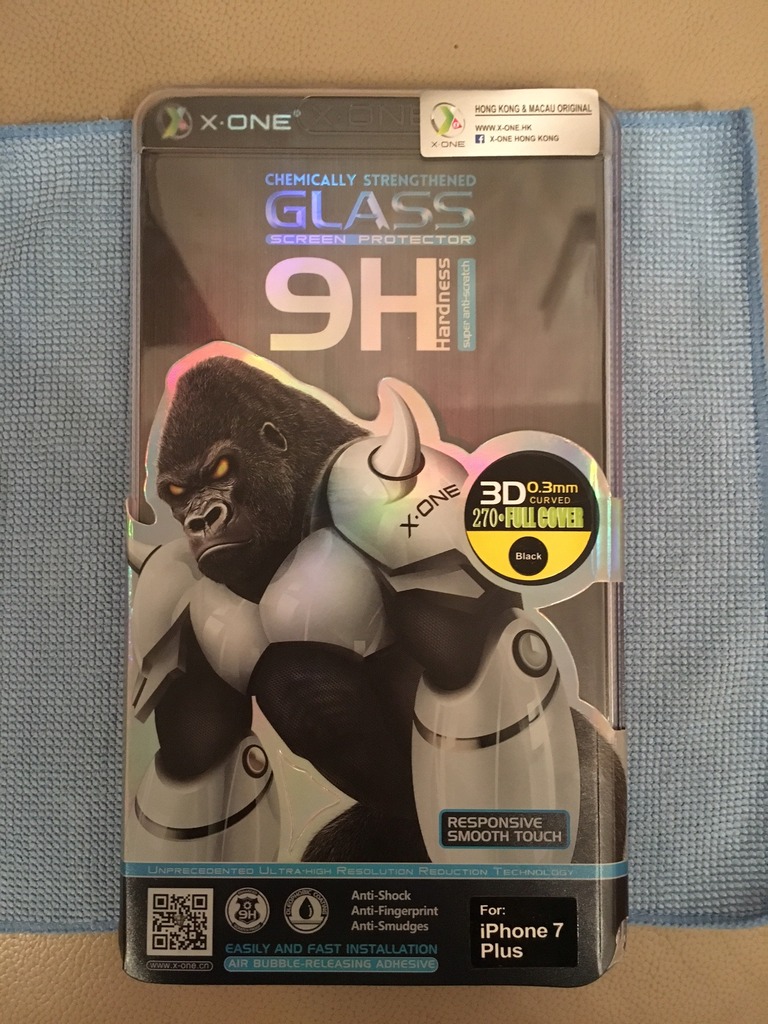 X·ONE®
X·ONE
HONG KONG & MACAU ORIGINAL
WWW.X-ONE.HK
X-ONE HONG KONG
CHEMICALLY STRENGTHENED
GLASS
SCREEN PROTECTOR
9H
Hardness
super anti-scratch
X·ONE
3D 0.3mm
CURVED
270°FULL COVER
Black
RESPONSIVE
SMOOTH TOUCH
UNPRECEDENTED ULTRA-HIGH RESOLUTION REDUCTION TECHNOLOGY
9H
Anti-Shock
Anti-Fingerprint
Anti-Smudges
EASILY AND FAST INSTALLATION
www.x-one.cn
AIR BUBBLE-RELEASING ADHESIVE
For:
iPhone 7
Plus